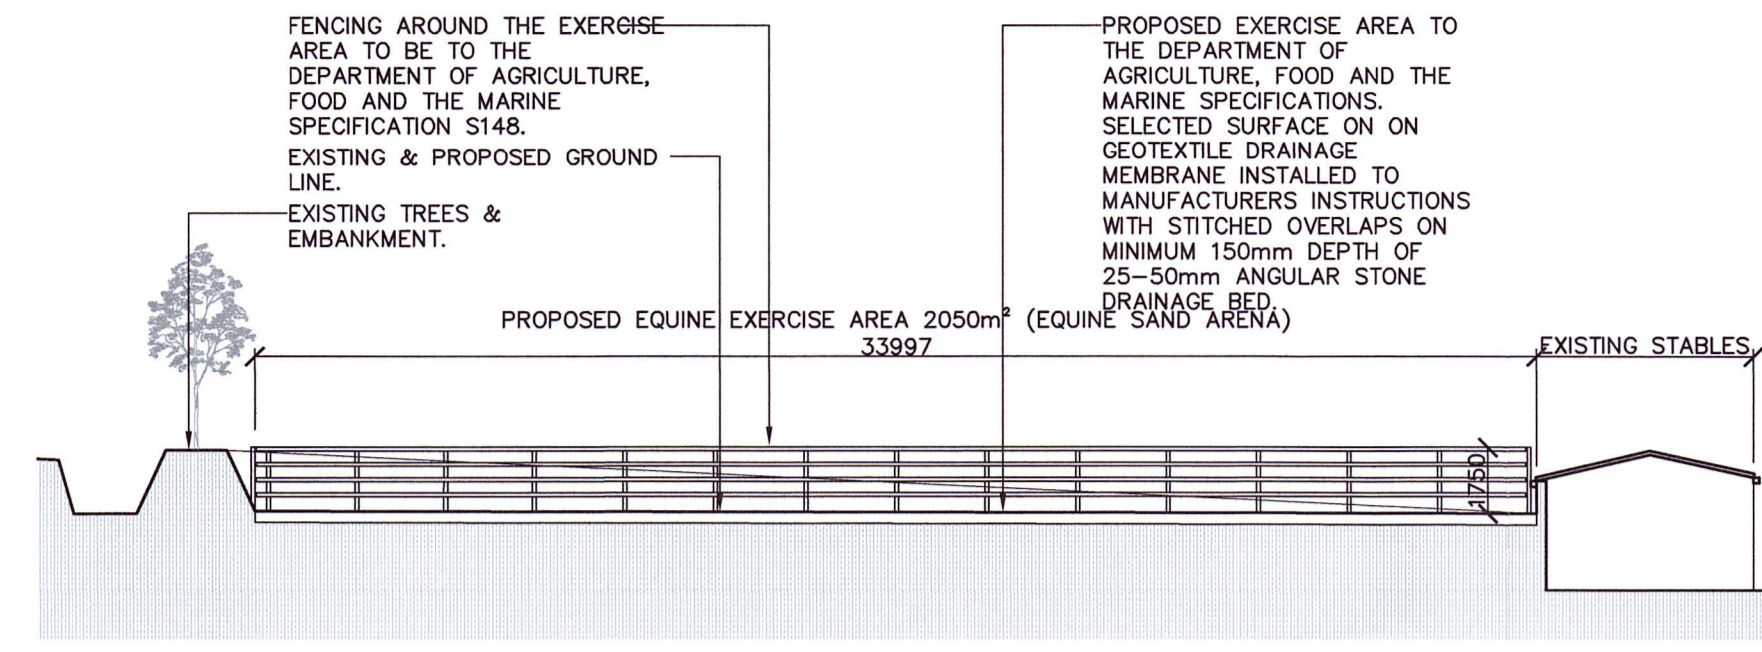 FENCING AROUND THE EXERCISE
AREA TO BE TO THE
DEPARTMENT OF AGRICULTURE,
FOOD AND THE MARINE
SPECIFICATION S148.
EXISTING & PROPOSED GROUND
LINE.
EXISTING TREES &
EMBANKMENT.
PROPOSED EXERCISE AREA TO
THE DEPARTMENT OF
AGRICULTURE, FOOD AND THE
MARINE SPECIFICATIONS.
SELECTED SURFACE ON ON
GEOTEXTILE DRAINAGE
MEMBRANE INSTALLED TO
MANUFACTURERS INSTRUCTIONS
WITH STITCHED OVERLAPS ON
MINIMUM 150mm DEPTH OF
25-50mm ANGULAR STONE
DRAINAGE BED.
PROPOSED EQUINE EXERCISE AREA 2050m² (EQUINE SAND ARENA)
33997
EXISTING STABLES
1750